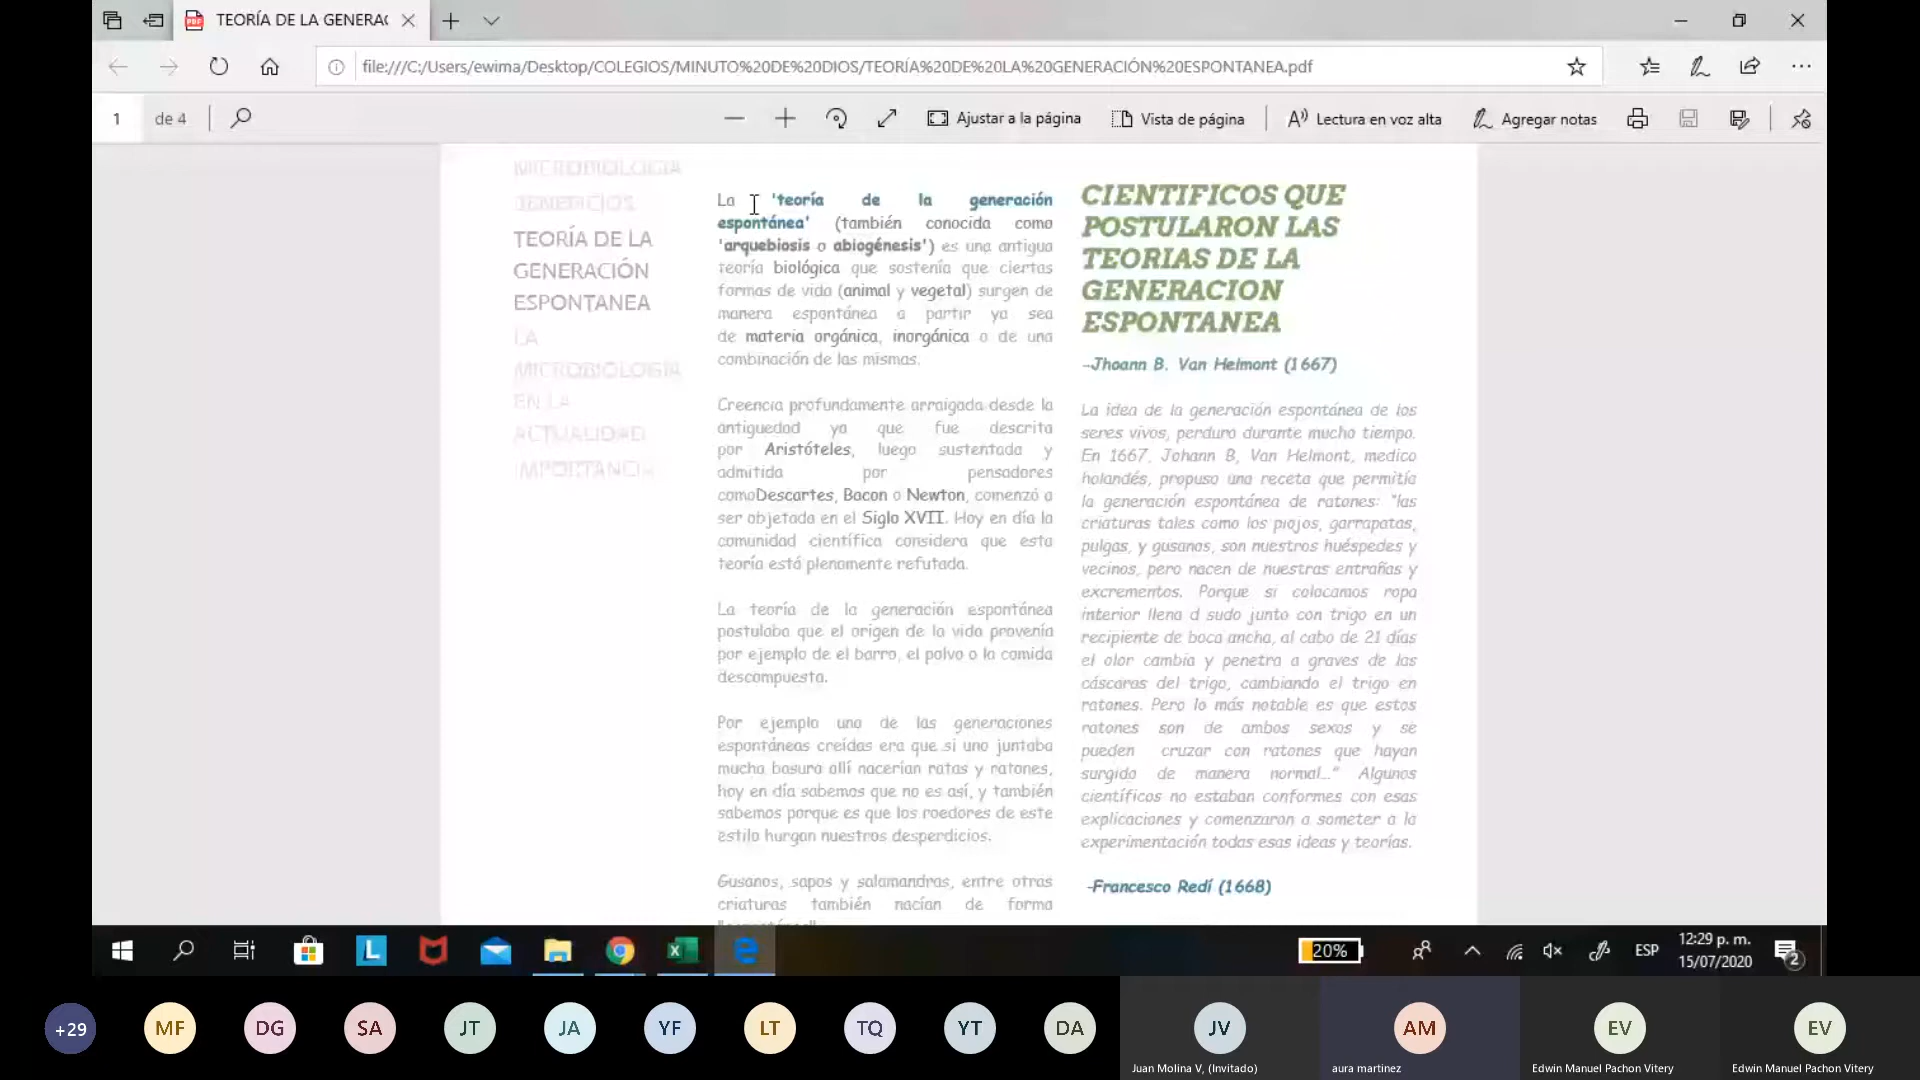 TEORÍA DE LA GENERAC
file:///C:/Users/ewima/Desktop/COLEGIOS/MINUTO%20DE%20DIOS/TEORÍA%20DE%20LA%20GENERACIÓN%20ESPONTANEA.pdf
1 de 4
Ajustar a la página
Vista de página
Lectura en voz alta
Agregar notas
MICROBIOLOGIA
BENEFICIOS
TEORÍA DE LA
GENERACIÓN
ESPONTANEA
LA
MICROBIOLOGIA
EN LA
ACTUALIDAD
IMPORTANCIA
La 'teoría de la generación
espontánea' (también conocida como
'arquebiosis o abiogénesis') es una antigua
teoría biológica que sostenía que ciertas
formas de vida (animal y vegetal) surgen de
manera espontánea a partir ya sea
de materia orgánica, inorgánica o de una
combinación de las mismas.
Creencia profundamente arraigada desde la
antiguedad ya que fue descrita
por Aristóteles, luego sustentada y
admitida por pensadores
comoDescartes, Bacon o Newton, comenzó a
ser objetada en el Siglo XVII. Hoy en día la
comunidad científica considera que esta
teoría está plenamente refutada.
La teoría de la generación espontánea
postulaba que el origen de la vida provenía
por ejemplo de el barro, el polvo o la comida
descompuesta.
Por ejemplo una de las generaciones
espontáneas creídas era que si uno juntaba
mucha basura allí nacerían ratas y ratones,
hoy en día sabemos que no es así, y también
sabemos porque es que los roedores de este
estilo hurgan nuestros desperdicios.
Gusanos, sapos y salamandras, entre otras
criaturas también nacían de forma
CIENTIFICOS QUE
POSTULARON LAS
TEORIAS DE LA
GENERACION
ESPONTANEA
-Jhoann B. Van Helmont (1667)
La idea de la generación espontánea de los
seres vivos, perduro durante mucho tiempo.
En 1667, Johann B, Van Helmont, medico
holandés, propuso una receta que permitía
la generación espontánea de ratones: "las
criaturas tales como los piojos, garrapatas,
pulgas, y gusanos, son nuestros huéspedes y
vecinos, pero nacen de nuestras entrañas y
excrementos. Porque si colocamos ropa
interior llena d sudo junto con trigo en un
recipiente de boca ancha, al cabo de 21 días
el olor cambia y penetra a graves de las
cáscaras del trigo, cambiando el trigo en
ratones. Pero lo más notable es que estos
ratones son de ambos sexos y se
pueden cruzar con ratones que hayan
surgido de manera normal..." Algunos
científicos no estaban conformes con esas
explicaciones y comenzaron a someter a la
experimentación todas esas ideas y teorías.
-Francesco Redí (1668)
20%
ESP
12:29 p. m.
15/07/2020
2
+29 MF DG SA JT JA YF LT TQ YT DA JV AM EV EV
Juan Molina V, (Invitado)
aura martinez
Edwin Manuel Pachon Vitery
Edwin Manuel Pachon Vitery